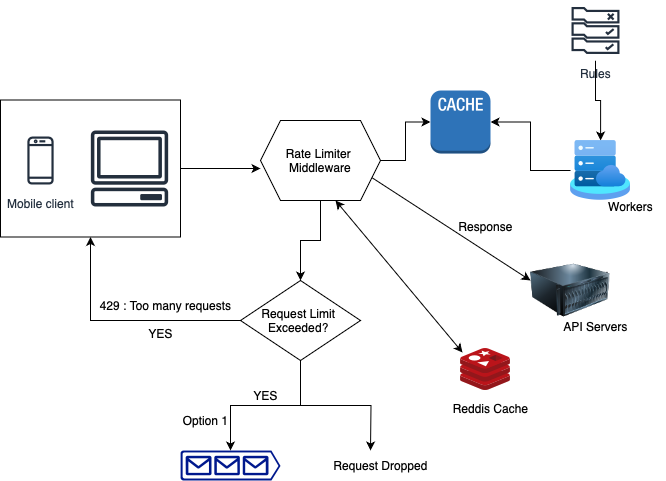 Rules
CACHE
Rate Limiter
Middleware
Mobile client
Workers
Response
429 : Too many requests
YES
Request Limit
Exceeded?
API Servers
YES
Option 1
Reddis Cache
Request Dropped